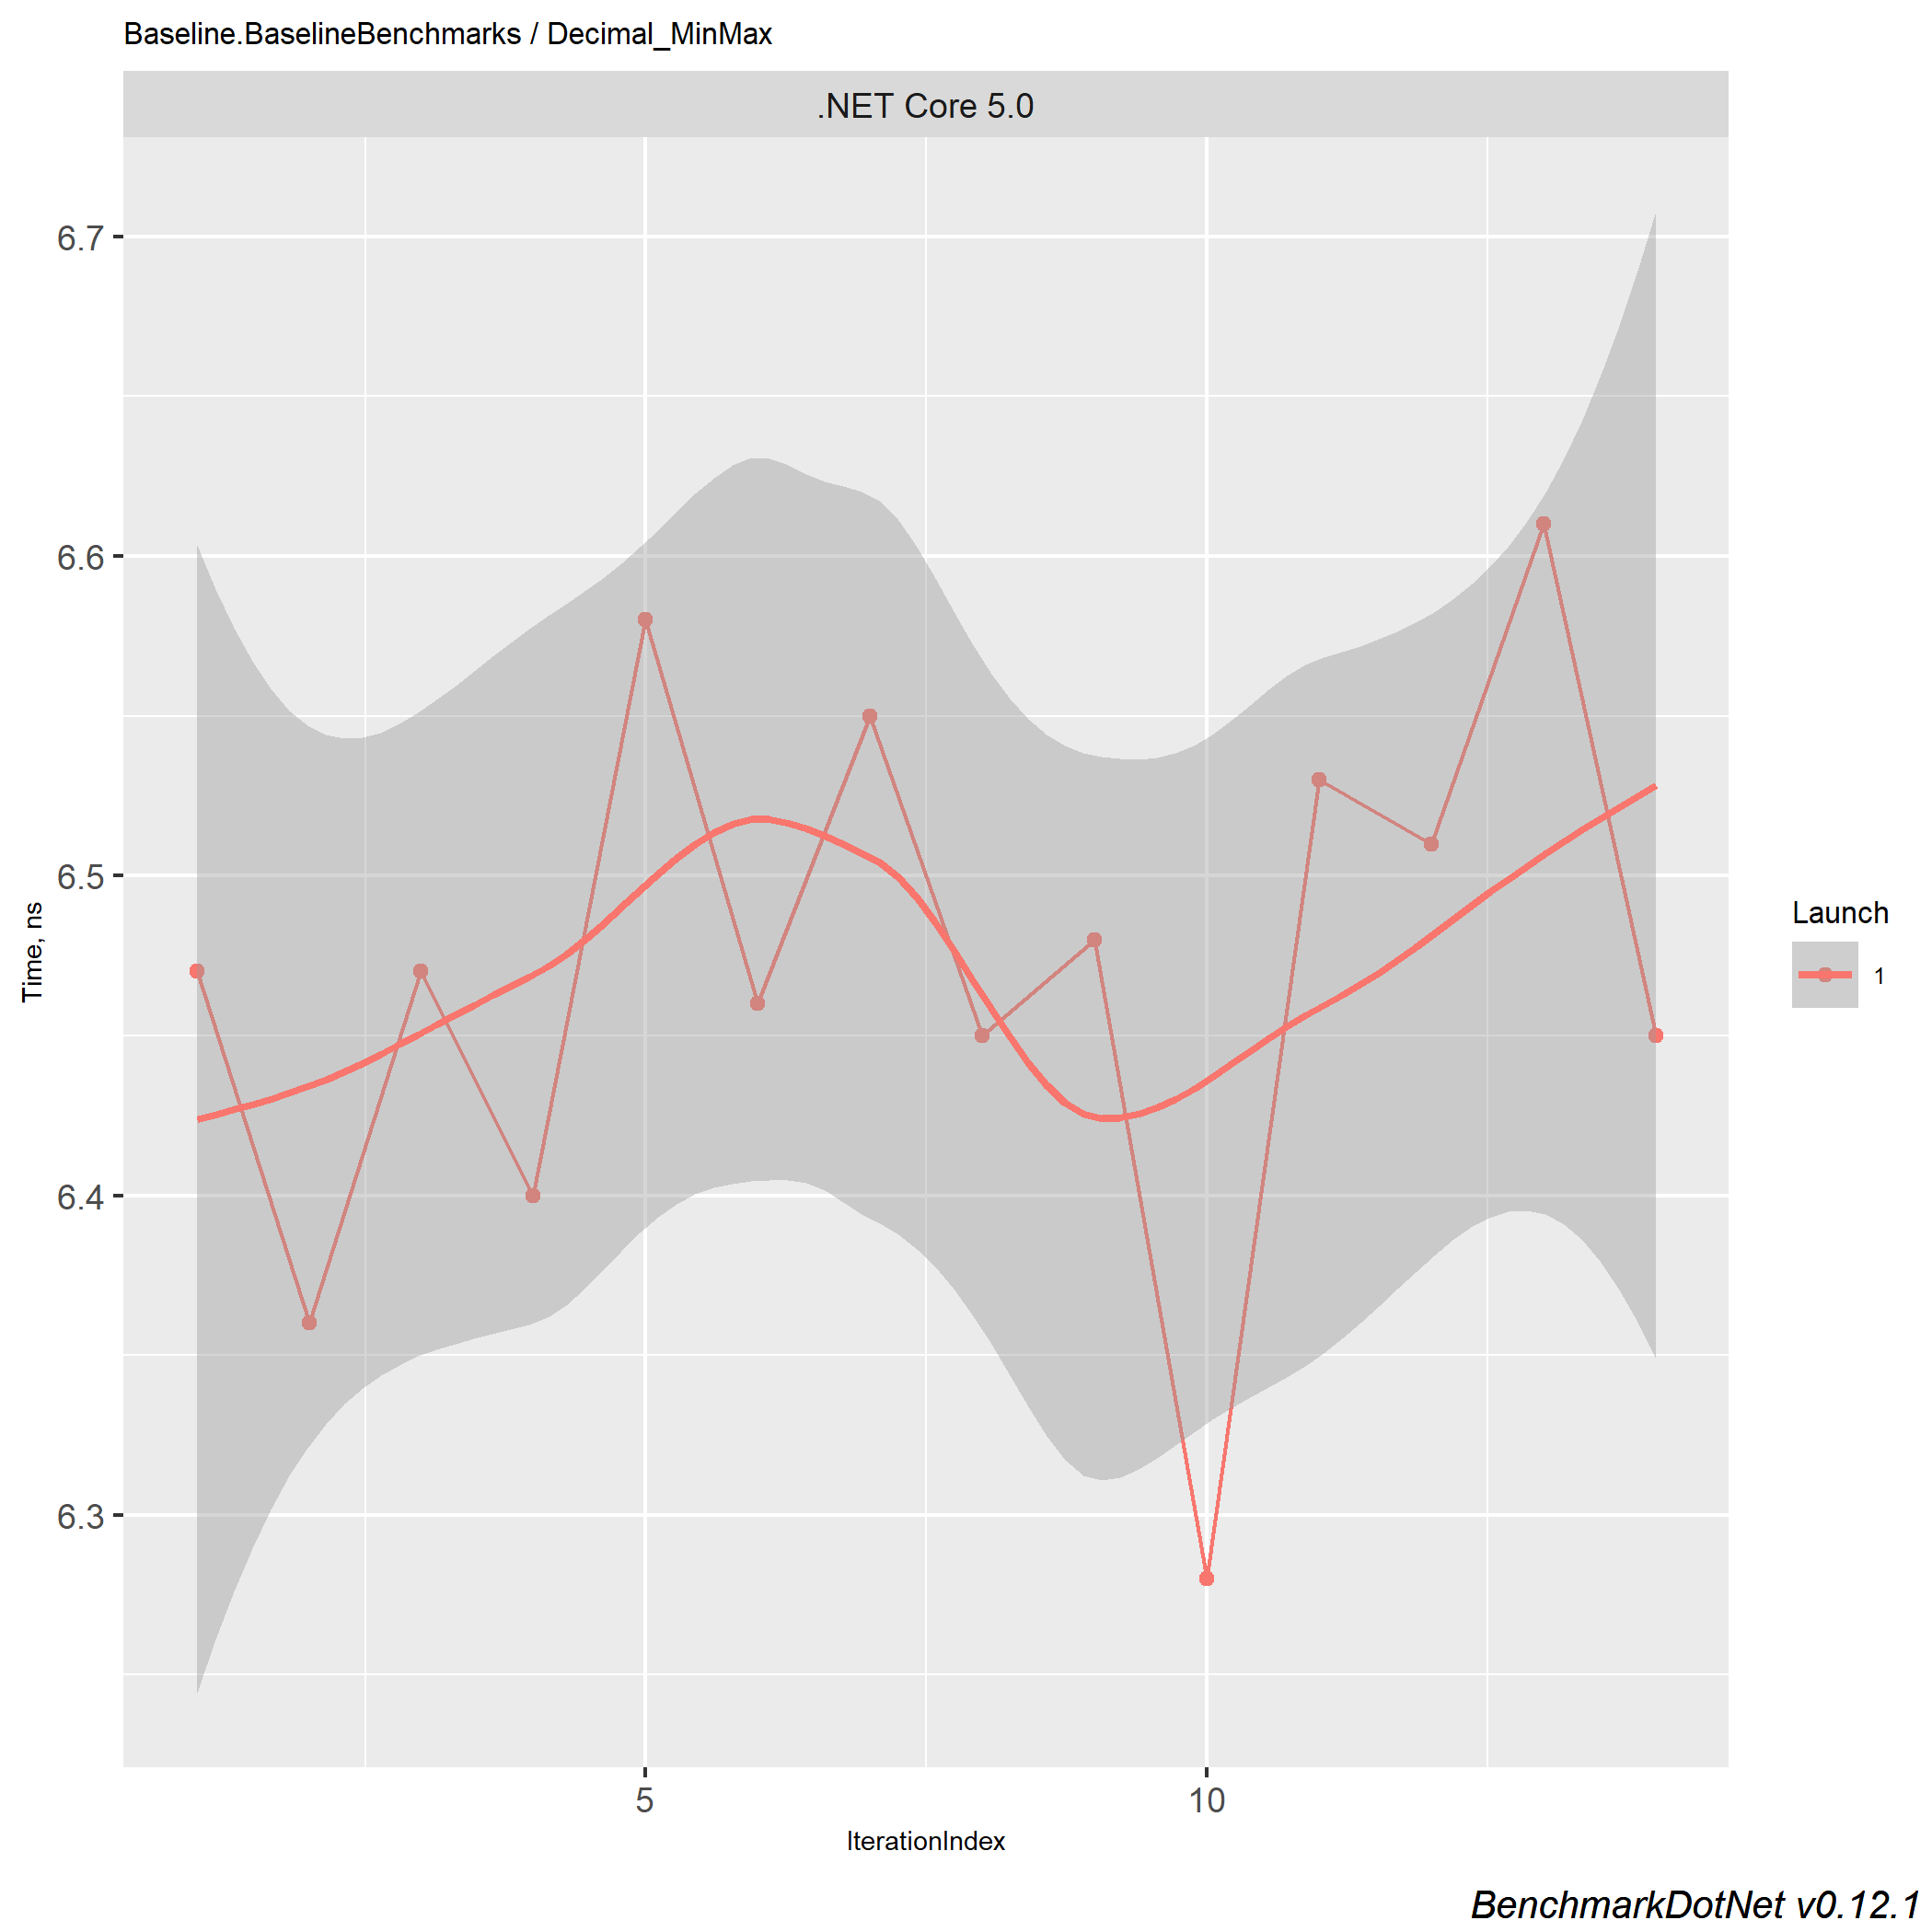 Baseline.BaselineBenchmarks / Decimal_MinMax
.NET Core 5.0
6.7
6.6
6.5
6.4
6.3
Time, ns
5
10
IterationIndex
Launch
1
BenchmarkDotNet v0.12.1